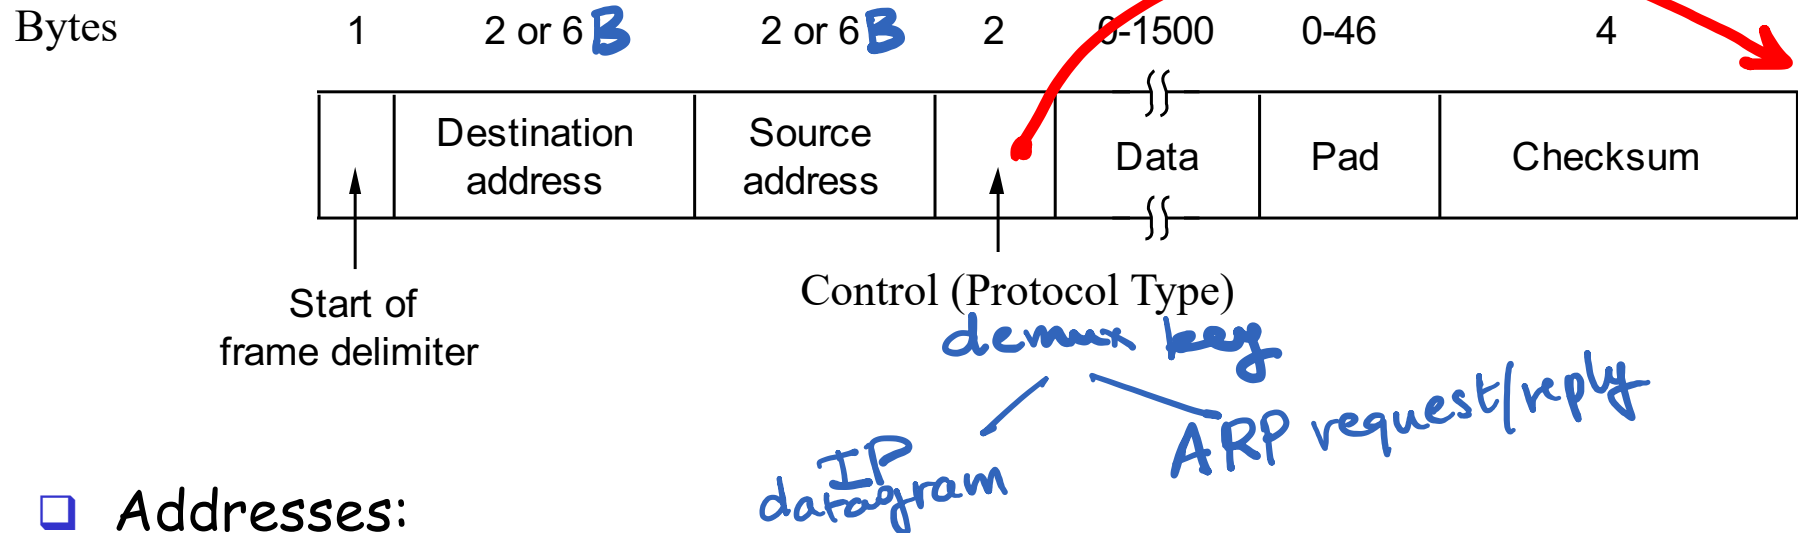 Bytes 1 2 or 6 B 2 or 6 B 2 0-1500 0-46 4
Destination address Source address Data Pad Checksum
Start of
frame delimiter
Control (Protocol Type)
demux key
IP
datagram
ARP request/reply
Addresses: